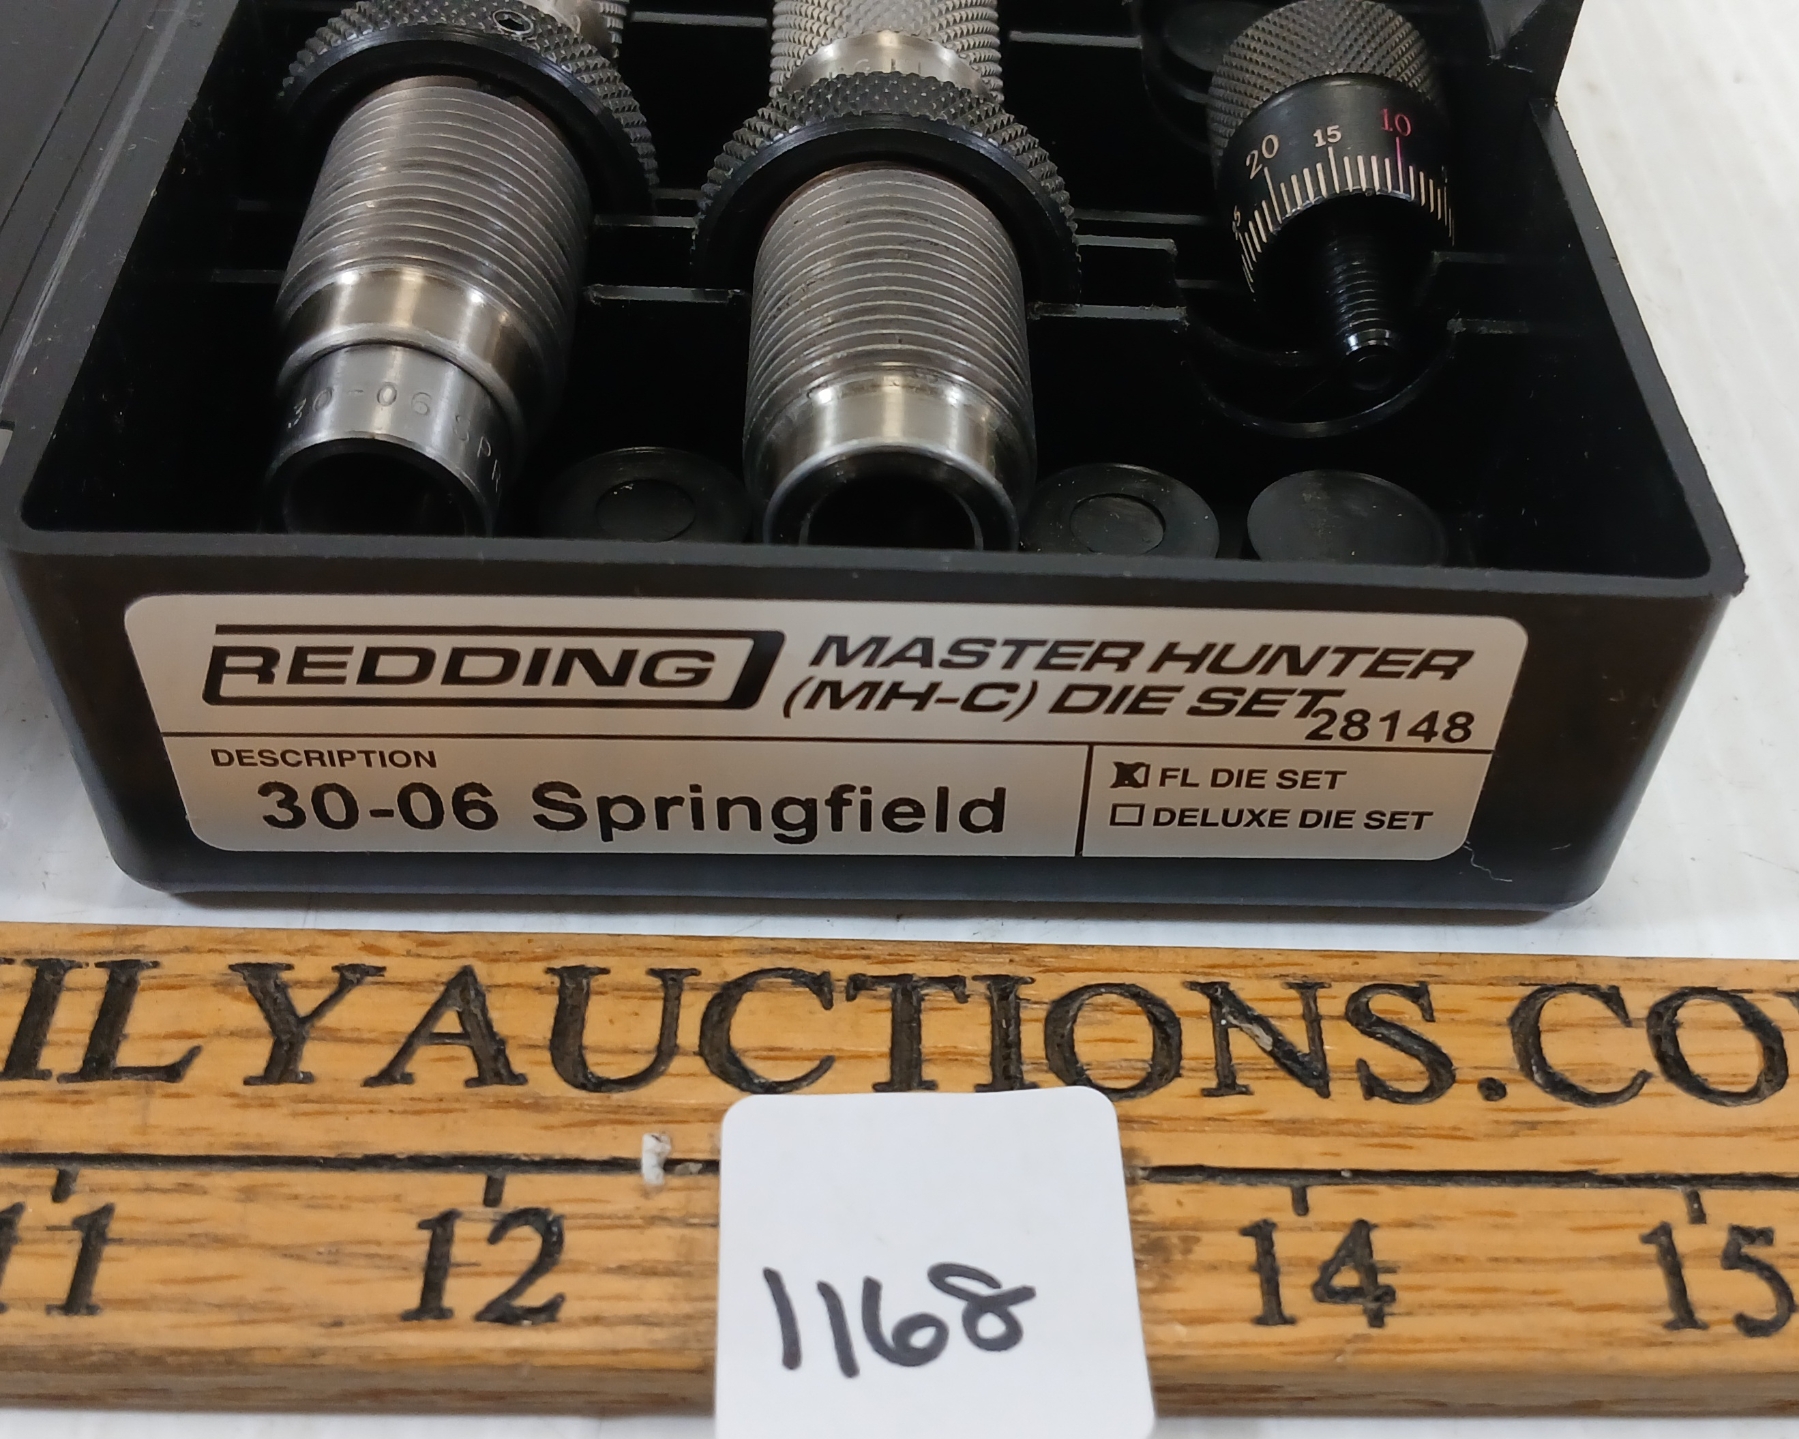 20 15 10
30-06 SPR
REDDING
MASTER HUNTER
(MH-C) DIE SET
28148
DESCRIPTION
30-06 Springfield
FL DIE SET
DELUXE DIE SET
ILYAUCTIONS.CO
11 12 14 15
1168